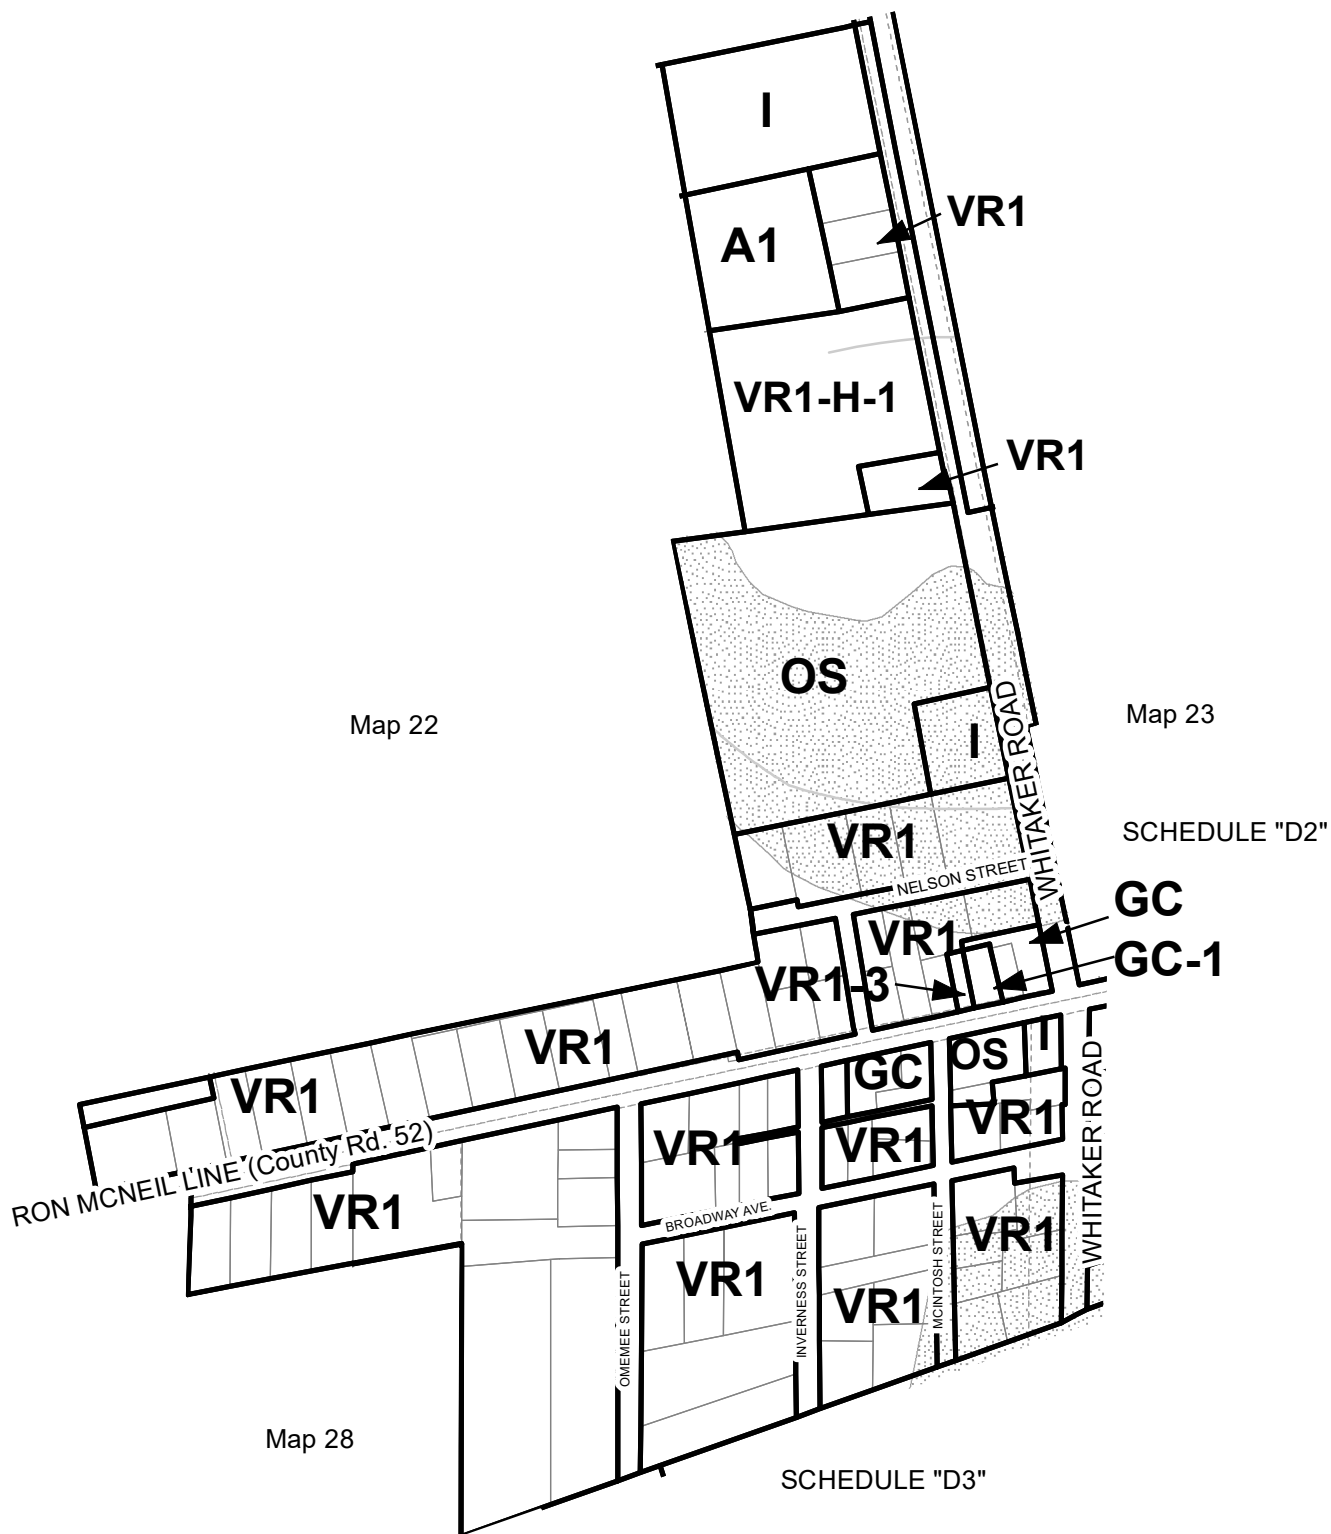 I
VR1
A1
VR1-H-1
VR1
OS
Map 22
Map 23
I
WHITAKER ROAD
SCHEDULE "D2"
VR1
NELSON STREET
GC
VR1
GC-1
VR1-3
VR1
I
OS
GC
VR1
VR1
VR1
VR1
RON MCNEIL LINE (County Rd. 52)
WHITAKER ROAD
VR1
BROADWAY AVE.
VR1
VR1
VR1
OMEMEE STREET
INVERNESS STREET
MCINTOSH STREET
Map 28
SCHEDULE "D3"